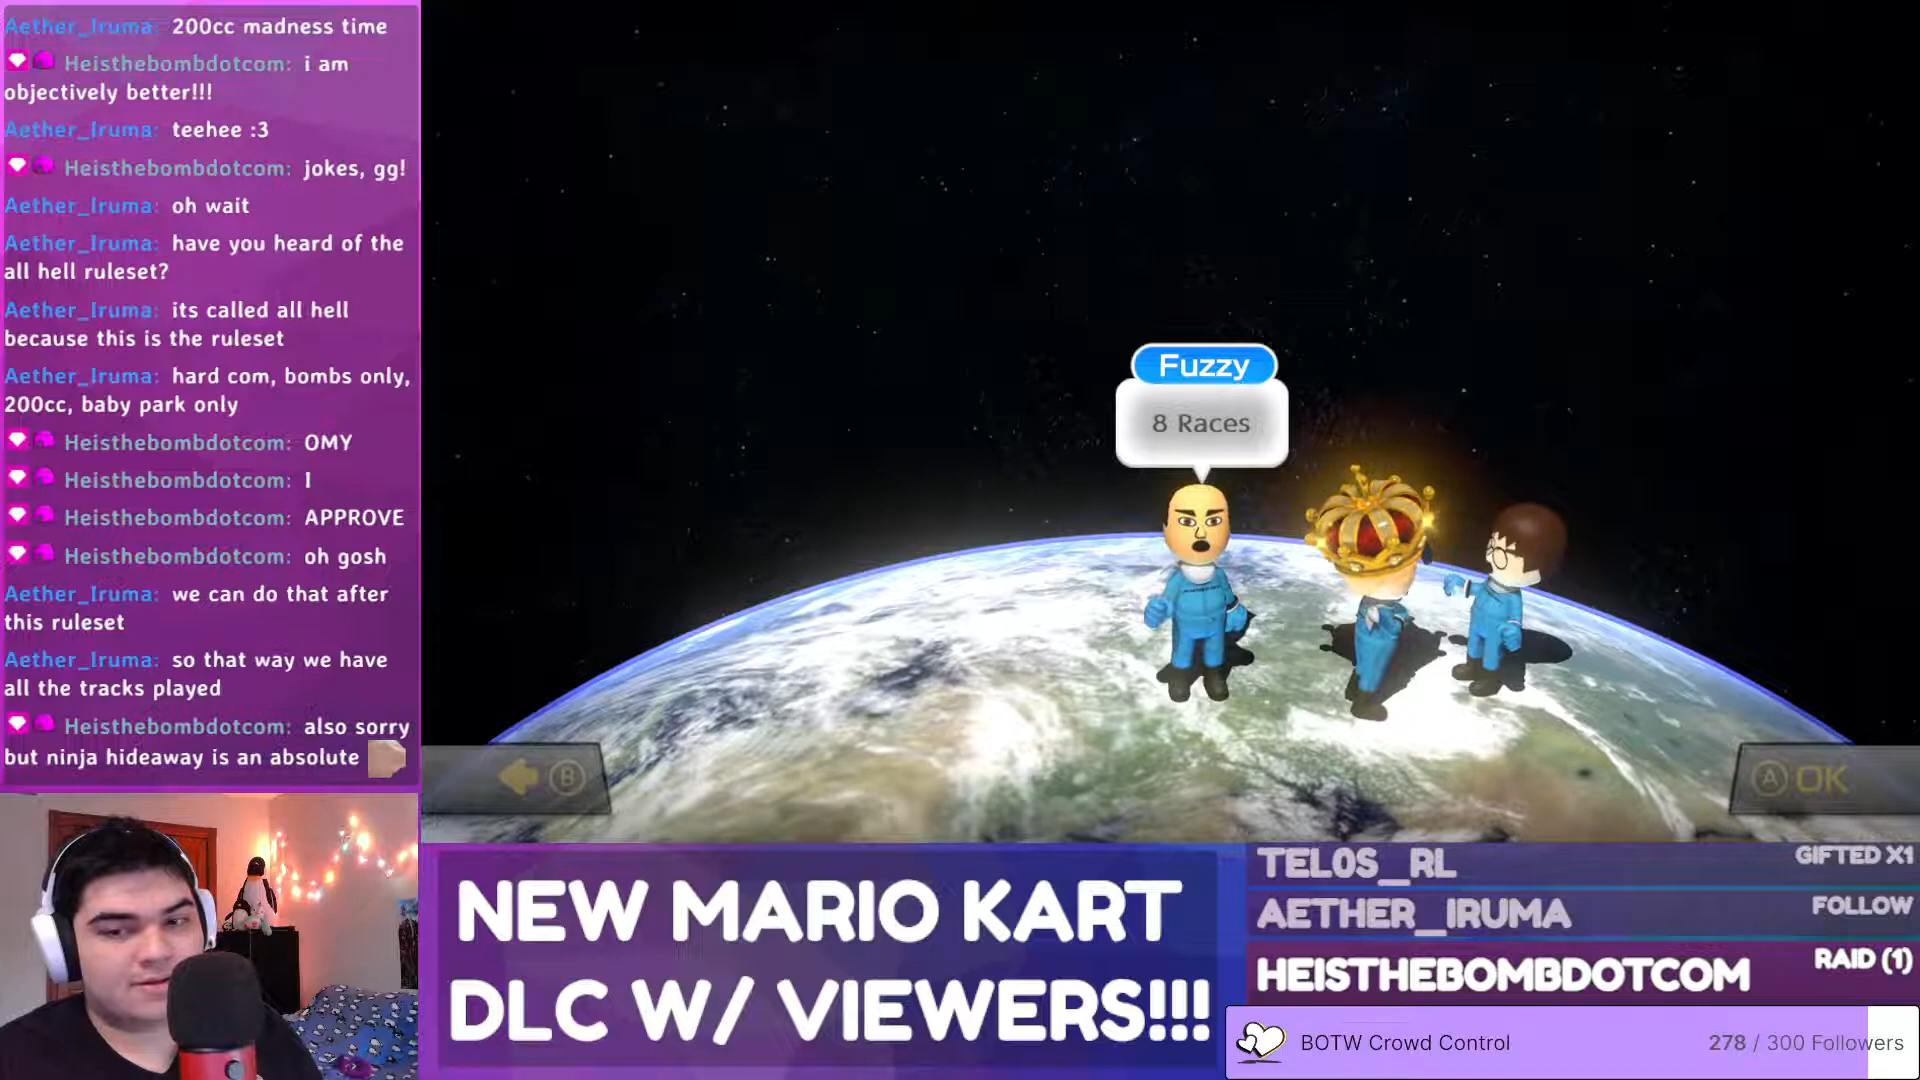 Aether_Iruma: 200cc madness time
Heisthebombdotcom: i am
objectively better!!!
Aether_Iruma: teehee :3
Heisthebombdotcom: jokes, gg!
Aether_Iruma: oh wait
Aether_Iruma: have you heard of the
all hell ruleset?
Aether_Iruma: its called all hell
because this is the ruleset
Aether_Iruma: hard com, bombs only,
200cc, baby park only
Heisthebombdotcom: OMY
Heisthebombdotcom: I
Heisthebombdotcom: APPROVE
Heisthebombdotcom: oh gosh
Aether_Iruma: we can do that after
this ruleset
Aether_Iruma: so that way we have
all the tracks played
Heisthebombdotcom: also sorry
but ninja hideaway is an absolute
Fuzzy
8 Races
B
A OK
NEW MARIO KART
DLC W/ VIEWERS!!!
TEL0S_RL GIFTED X1
AETHER_IRUMA FOLLOW
HEISTHEBOMBDOTCOM RAID (1)
BOTW Crowd Control 278 / 300 Followers